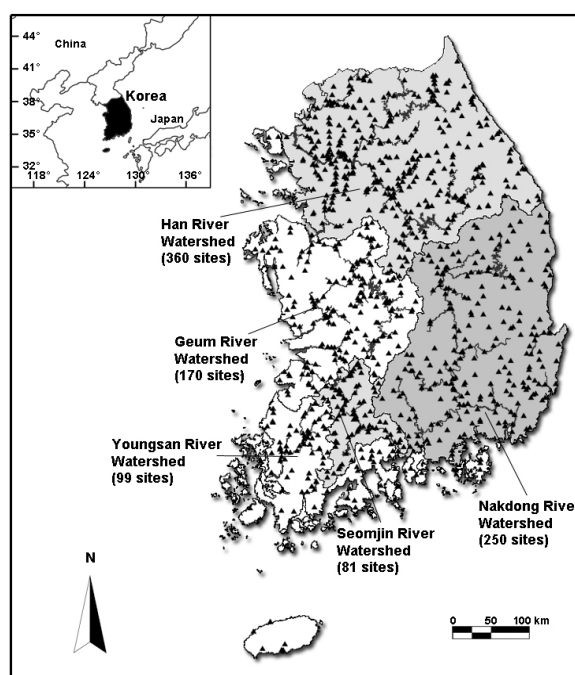 44
41
38
35
32
China
Korea
Japan
118
124
130
136
Han River
Watershed
(360 sites)
Geum River
Watershed
(170 sites)
Youngsan River
Watershed
(99 sites)
Seomjin River
Watershed
(81 sites)
Nakdong River
Watershed
(250 sites)
N
0 50 100 km